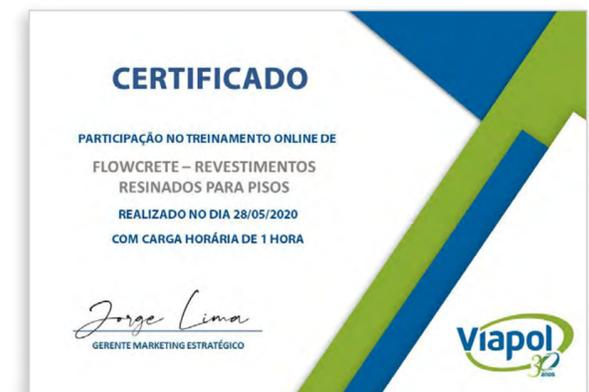 CERTIFICADO
PARTICIPAÇÃO NO TREINAMENTO ONLINE DE
FLOWCRETE – REVESTIMENTOS
RESINADOS PARA PISOS
REALIZADO NO DIA 28/05/2020
COM CARGA HORÁRIA DE 1 HORA
Jorge Lima
GERENTE MARKETING ESTRATÉGICO
Viapol
30
anos